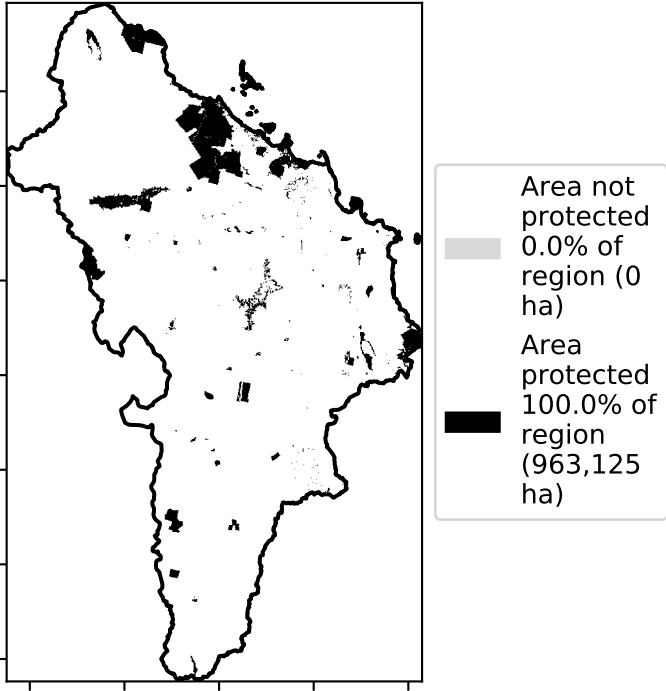 Area not
protected
0.0% of
region (0
ha)
Area
protected
100.0% of
region
(963,125
ha)